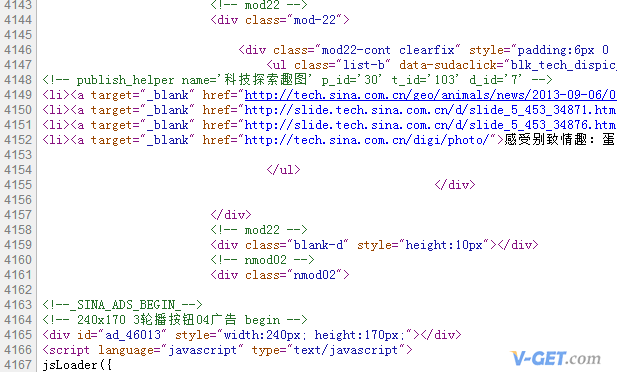 4143 <!-- mod22 -->
4144 <div class="mod-22">
4145
4146 <div class="mod22-cont clearfix" style="padding:6px 0
4147 <ul class="list-b" data-sudaclick="blk_tech_dispic_
4148 <!-- publish_helper name='科技探索趣图' p_id='30' t_id='103' d_id='7' -->
4149 <li><a target="_blank" href="http://tech.sina.com.cn/geo/animals/news/2013-09-06/0
4150 <li><a target="_blank" href="http://slide.tech.sina.com.cn/d/slide_5_453_34871.htm
4151 <li><a target="_blank" href="http://slide.tech.sina.com.cn/d/slide_5_453_34876.htm
4152 <li><a target="_blank" href="http://tech.sina.com.cn/digi/photo/">感受别致情趣：蛋
4153
4154 </ul>
4155 </div>
4156
4157 </div>
4158 <!-- mod22 -->
4159 <div class="blank-d" style="height:10px"></div>
4160 <!-- nmod02 -->
4161 <div class="nmod02">
4162
4163 <!--_SINA_ADS_BEGIN_-->
4164 <!-- 240x170 3轮播按钮04广告 begin -->
4165 <div id="ad_46013" style="width:240px; height:170px;"></div>
4166 <script language="javascript" type="text/javascript">
4167 jsLoader({
V-GET.com